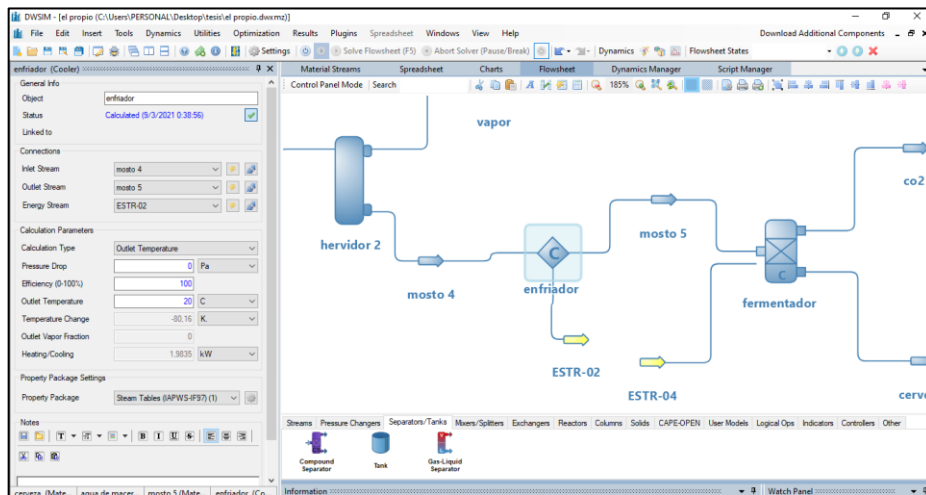 DWSIM - [el propio (C:\Users\PERSONAL\Desktop\tesis\el propio.dwxmz)]
File Edit Insert Tools Dynamics Utilities Optimization Results Plugins Spreadsheet Windows View Help Download Additional Components
Settings Solve Flowsheet (F5) Abort Solver (Pause/Break) Dynamics Flowsheet States
enfriador (Cooler)
Material Streams Spreadsheet Charts Flowsheet Dynamics Manager Script Manager
Control Panel Mode Search 185%
General Info
Object enfriador
Status Calculated (9/3/2021 0:38:56)
Linked to
Connections
Inlet Stream mosto 4
Outlet Stream mosto 5
Energy Stream ESTR-02
Calculation Parameters
Calculation Type Outlet Temperature
Pressure Drop 0 Pa
Efficiency (0-100%) 100
Outlet Temperature 20 C
Temperature Change -80,16 K.
Outlet Vapor Fraction 0
Heating/Cooling 1,9835 kW
Property Package Settings
Property Package Steam Tables (IAPWS-IF97) (1)
Notes
T B I U S
cerveza (Mate... agua de macer... mosto 5 (Mate... enfriador (Co...
vapor
co2
hervidor 2
mosto 5
C
C
mosto 4
enfriador
fermentador
ESTR-02
ESTR-04
Streams Pressure Changers Separators/Tanks Mixers/Splitters Exchangers Reactors Columns Solids CAPE-OPEN User Models Logical Ops Indicators Controllers Other
Compound Separator
Tank
Gas-Liquid Separator
Information
Watch Panel